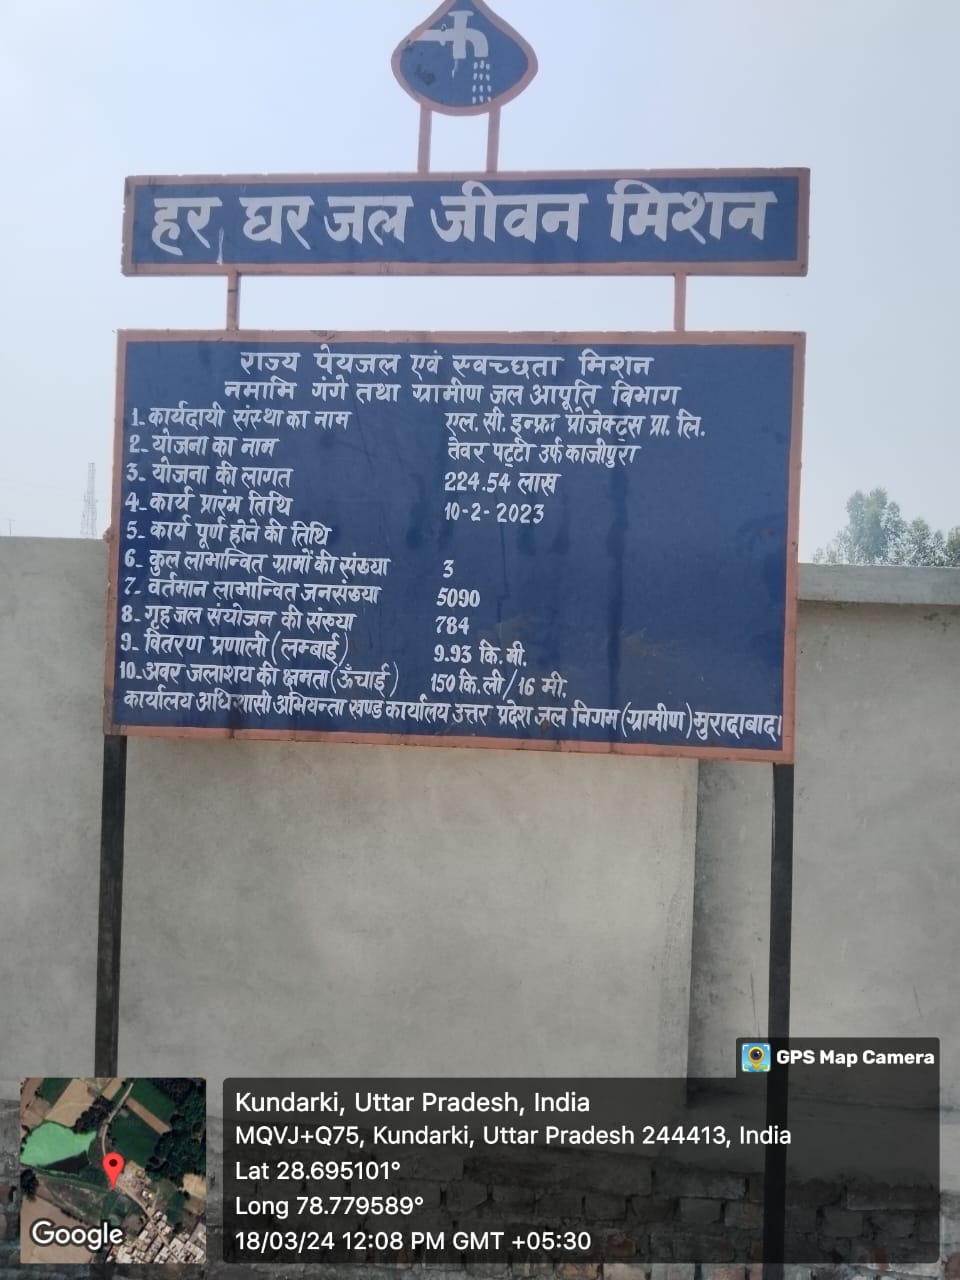 हर घर जल जीवन मिशन
राज्य पेयजल एवं स्वच्छता मिशन
नमामि गंगे तथा ग्रामीण जल आपूति विभाग
1- कार्यदायी संस्था का नाम एल. सी. इन्फ्रा प्रोजेक्ट्स प्रा. लि.
2- योजना का नाम तेवर पट्टी उर्फ काजीपुरा
3- योजना की लागत 224.54 लाख
4- कार्य प्रारंभ तिथि 10-2-2023
5- कार्य पूर्ण होने की तिथि
6- कुल लाभान्वित ग्रामों की संख्या 3
7- वर्तमान लाभान्वित जनसंख्या 5090
8- गृह जल संयोजन की संख्या 784
9- वितरण प्रणाली (लम्बाई) 9.93 कि. मी.
10- अवर जलाशय की क्षमता (ऊँचाई) 150 कि. ली / 16 मी.
कार्यालय अधिशासी अभियन्ता खण्ड कार्यालय उत्तर प्रदेश जल निगम (ग्रामीण) मुरादाबाद।
GPS Map Camera
Kundarki, Uttar Pradesh, India
MQVJ+Q75, Kundarki, Uttar Pradesh 244413, India
Lat 28.695101°
Long 78.779589°
18/03/24 12:08 PM GMT +05:30
Google